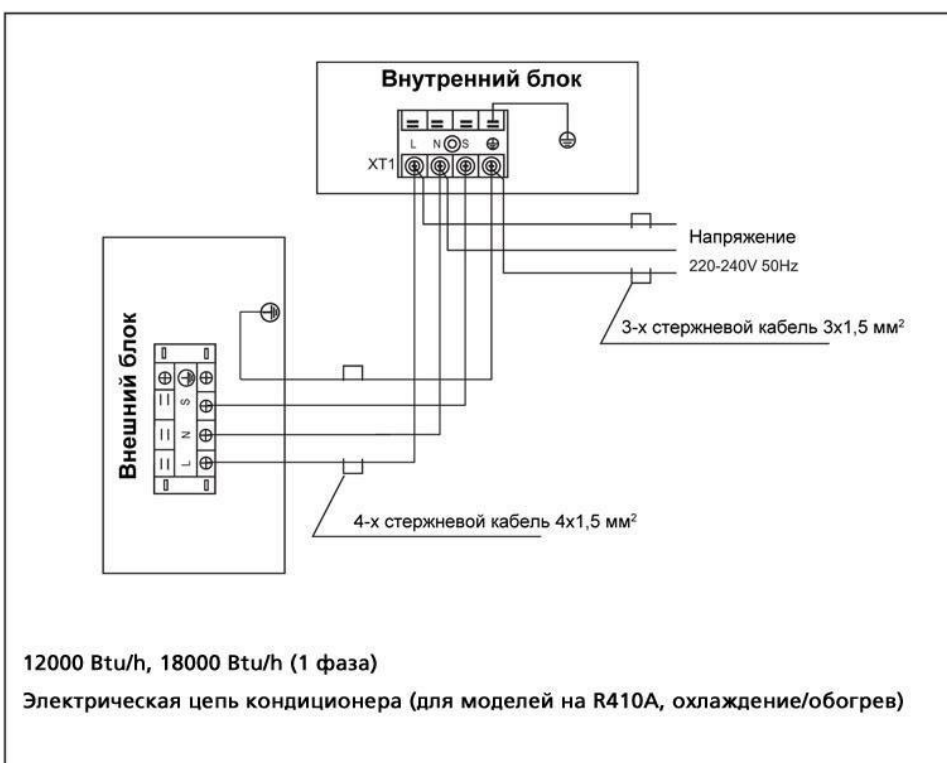 Внутренний блок
L N S
XT1
Напряжение
220-240V 50Hz
3-х стержневой кабель 3x1,5 мм²
Внешний блок
S
N
L
4-х стержневой кабель 4x1,5 мм²
12000 Btu/h, 18000 Btu/h (1 фаза)
Электрическая цепь кондиционера (для моделей на R410A, охлаждение/обогрев)